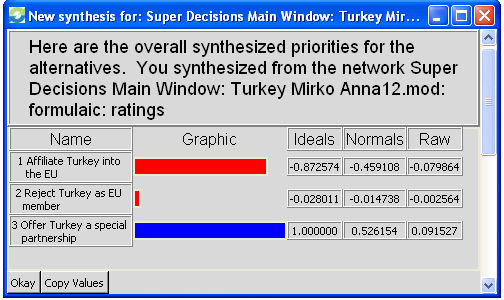 New synthesis for: Super Decisions Main Window: Turkey Mir...
Here are the overall synthesized priorities for the
alternatives. You synthesized from the network Super
Decisions Main Window: Turkey Mirko Anna12.mod:
formulaic: ratings
Name Graphic Ideals Normals Raw
1 Affiliate Turkey into
the EU
-0.872574 -0.459108 -0.079864
2 Reject Turkey as EU
member
-0.028011 -0.014738 -0.002564
3 Offer Turkey a special
partnership
1.000000 0.526154 0.091527
Okay Copy Values